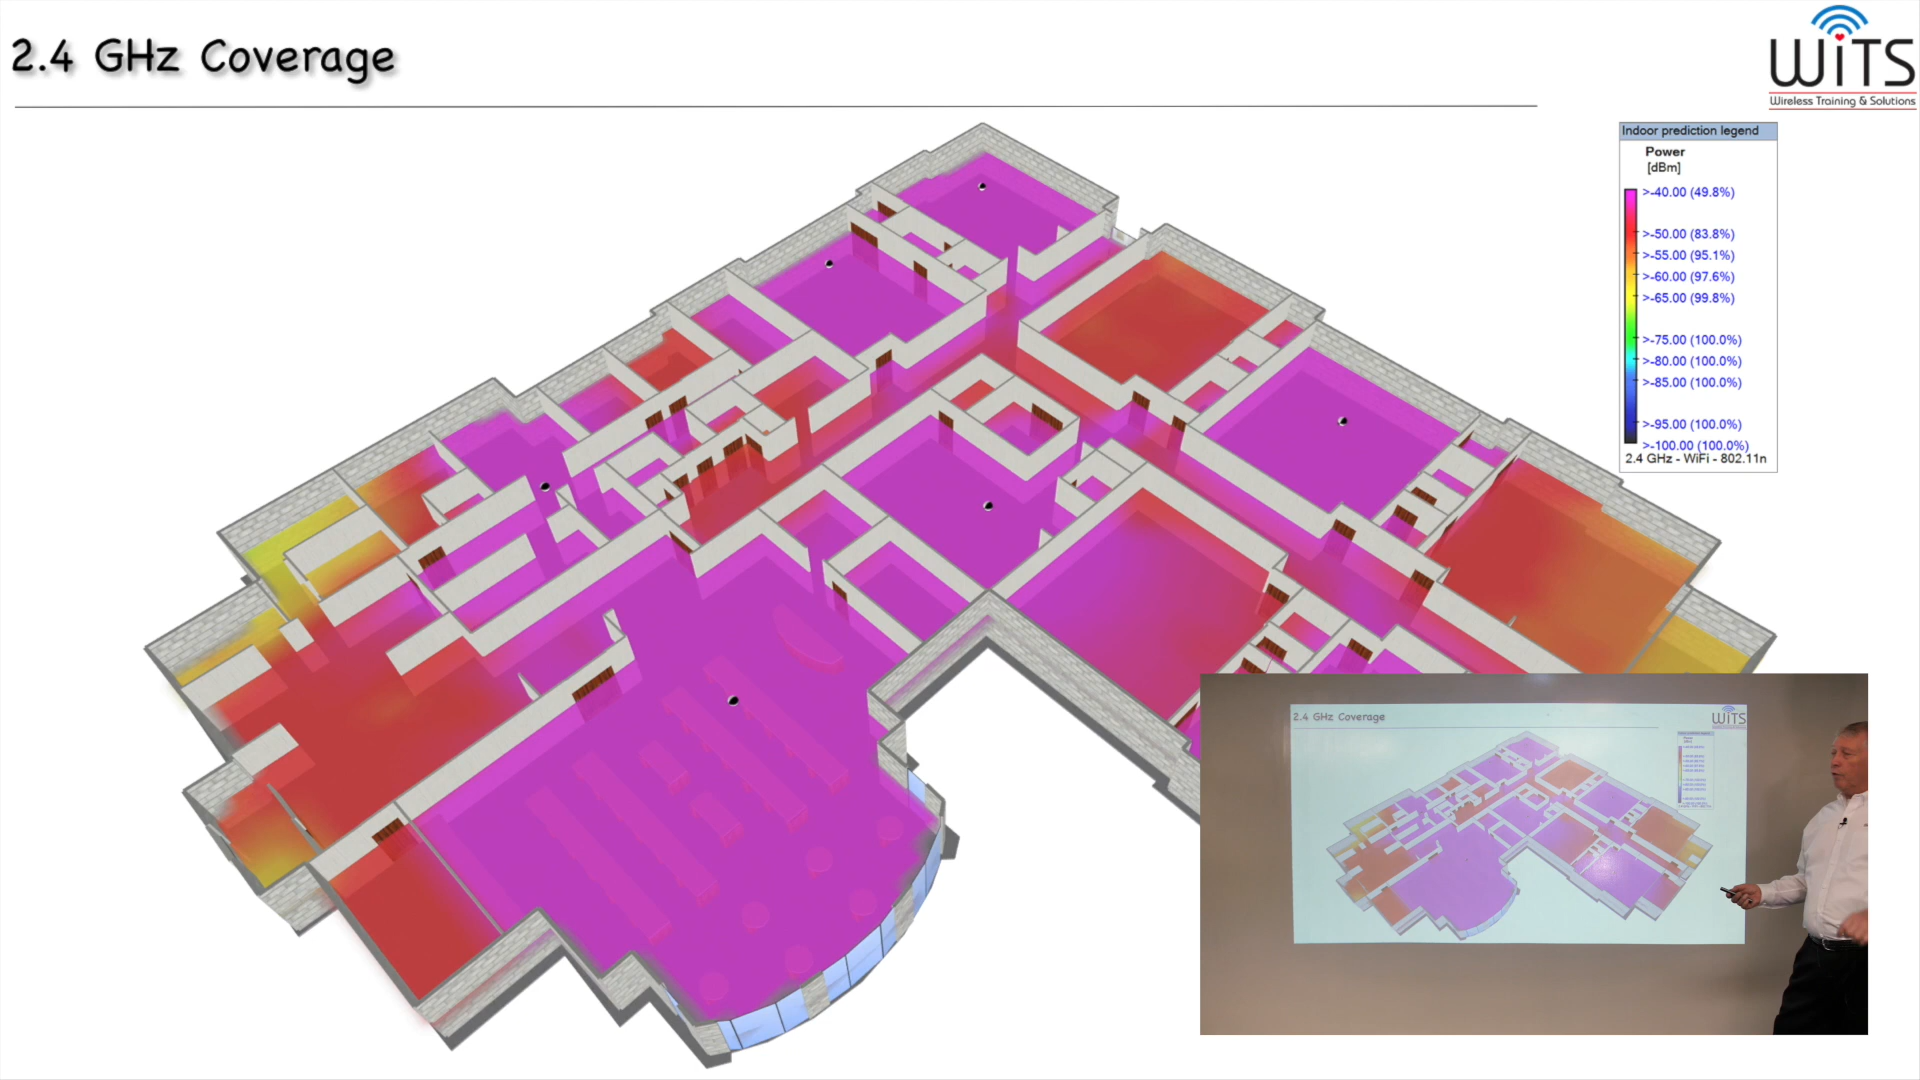 2.4 GHz Coverage
WiTS
Wireless Training & Solutions
Indoor prediction legend
Power
[dBm]
>-40.00 (49.8%)
>-50.00 (83.8%)
>-55.00 (95.1%)
>-60.00 (97.6%)
>-65.00 (99.8%)
>-75.00 (100.0%)
>-80.00 (100.0%)
>-85.00 (100.0%)
>-95.00 (100.0%)
>-100.00 (100.0%)
2.4 GHz - WiFi - 802.11n
2.4 GHz Coverage
WiTS